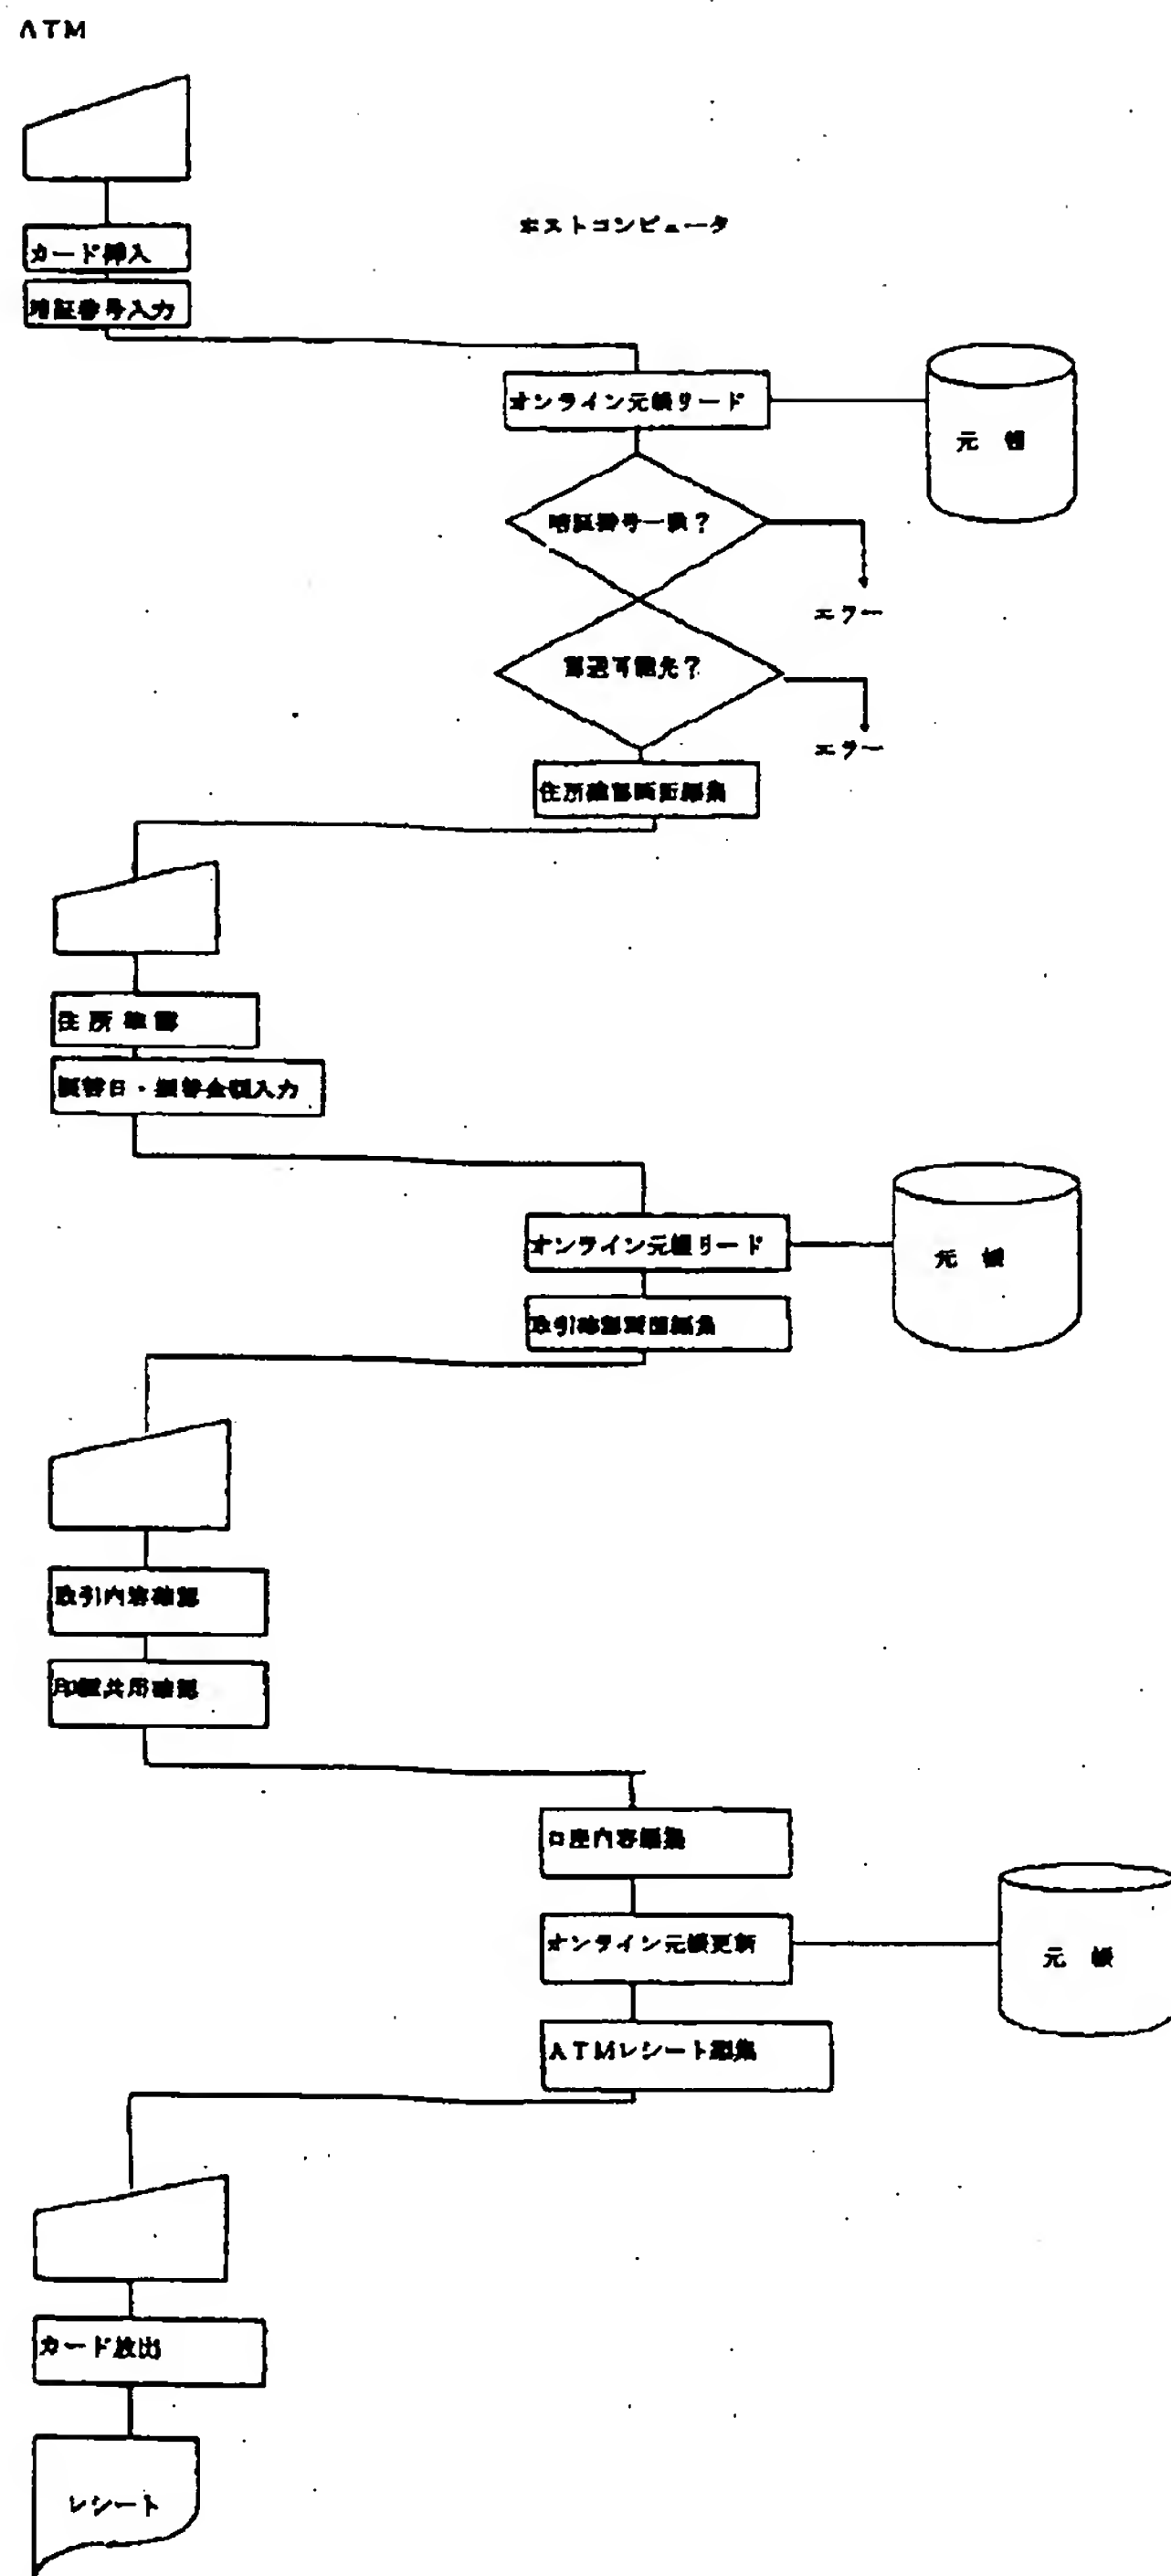 ATM
ホストコンピュータ
カード挿入
暗証番号入力
オンライン元帳リード
元 帳
暗証番号一致?
エラー
郵送可能先?
エラー
住所確認画面編集
住所確認
振替日・振替金額入力
オンライン元帳リード
元 帳
取引確認画面編集
取引内容確認
印鑑共用確認
口座内容編集
オンライン元帳更新
元 帳
ATMレシート編集
カード放出
レシート